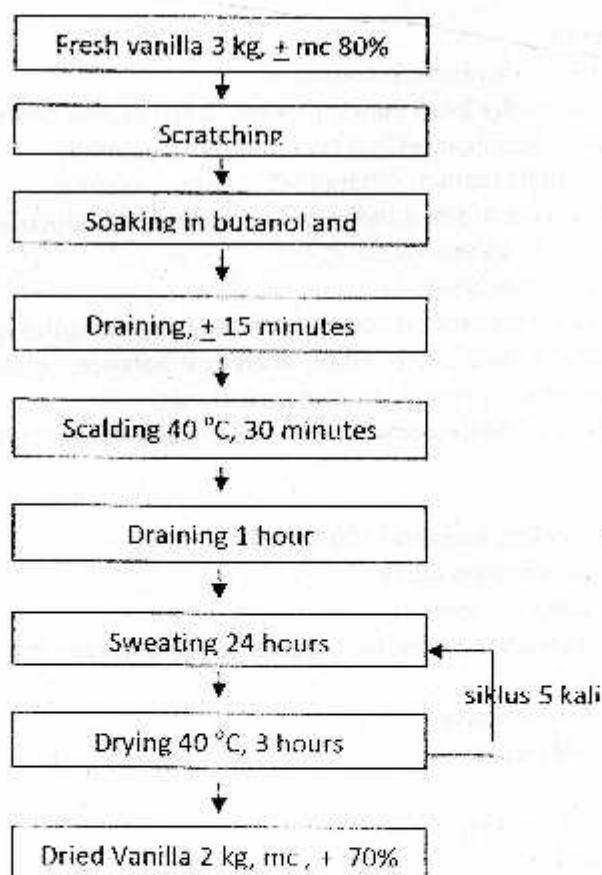 Fresh vanilla 3 kg, ± mc 80%
Scratching
Soaking in butanol and
Draining, ± 15 minutes
Scalding 40 °C, 30 minutes
Draining 1 hour
Sweating 24 hours
siklus 5 kali
Drying 40 °C, 3 hours
Dried Vanilla 2 kg, mc , + 70%